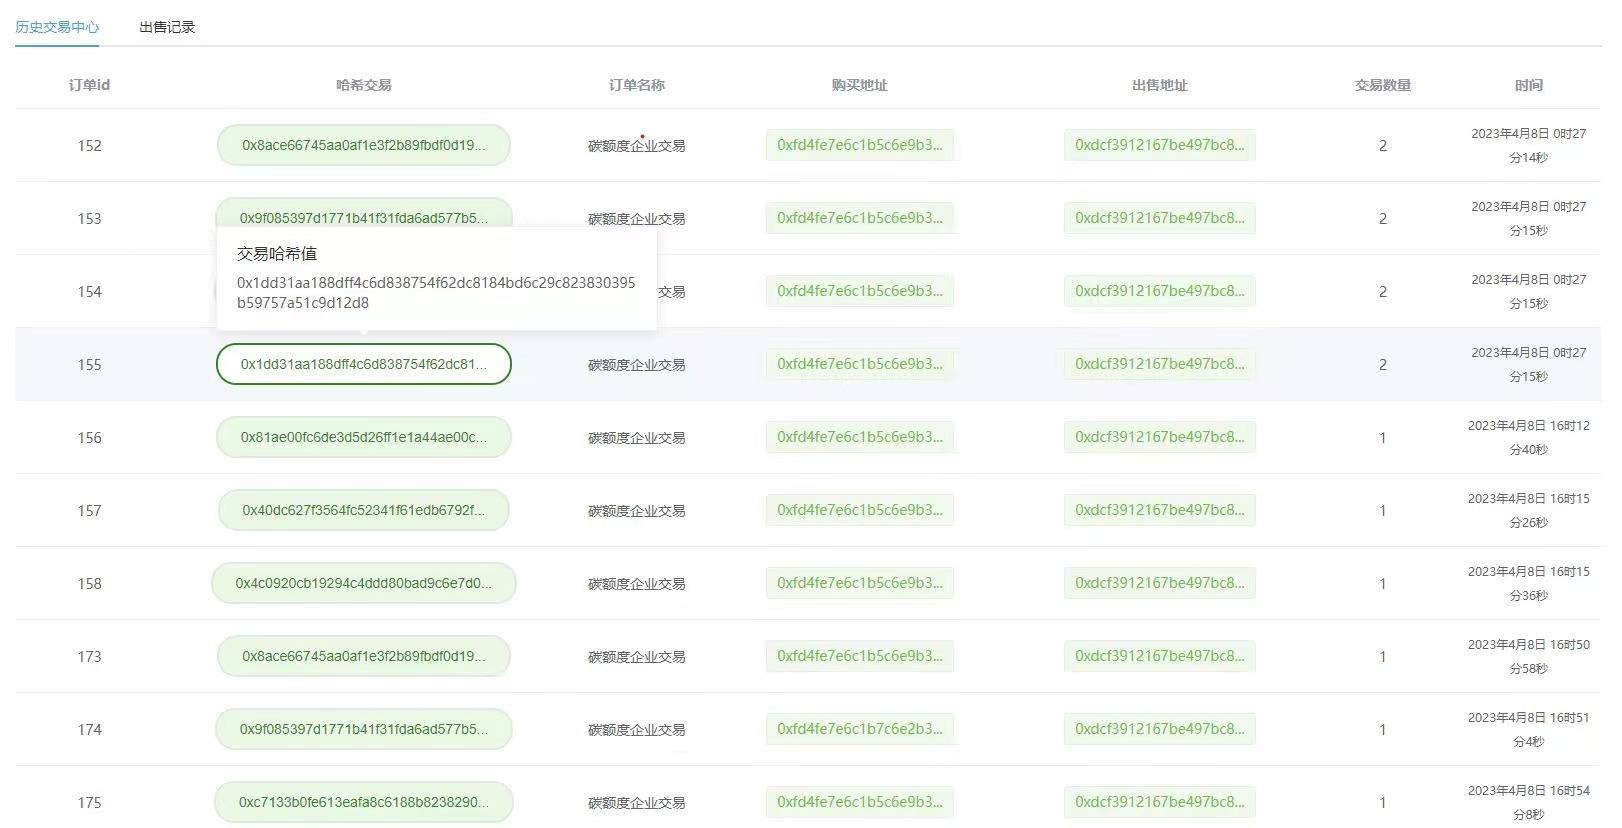 历史交易中心 出售记录
订单id 哈希交易 订单名称 购买地址 出售地址 交易数量 时间
152 0x8ace66745aa0af1e3f2b89fbdf0d19... 碳额度企业交易 0xfd4fe7e6c1b5c6e9b3... 0xdcf3912167be497bc8... 2 2023年4月8日 0时27
分14秒
153 0x9f085397d1771b41f31fda6ad577b5... 碳额度企业交易 0xfd4fe7e6c1b5c6e9b3... 0xdcf3912167be497bc8... 2 2023年4月8日 0时27
分15秒
交易哈希值
0x1dd31aa188dff4c6d838754f62dc8184bd6c29c823830395
b59757a51c9d12d8
154 业交易 0xfd4fe7e6c1b5c6e9b3... 0xdcf3912167be497bc8... 2 2023年4月8日 0时27
分15秒
155 0x1dd31aa188dff4c6d838754f62dc81... 碳额度企业交易 0xfd4fe7e6c1b5c6e9b3... 0xdcf3912167be497bc8... 2 2023年4月8日 0时27
分15秒
156 0x81ae00fc6de3d5d26ff1e1a44ae00c... 碳额度企业交易 0xfd4fe7e6c1b5c6e9b3... 0xdcf3912167be497bc8... 1 2023年4月8日 16时12
分40秒
157 0x40dc627f3564fc52341f61edb6792f... 碳额度企业交易 0xfd4fe7e6c1b5c6e9b3... 0xdcf3912167be497bc8... 1 2023年4月8日 16时15
分26秒
158 0x4c0920cb19294c4ddd80bad9c6e7d0... 碳额度企业交易 0xfd4fe7e6c1b5c6e9b3... 0xdcf3912167be497bc8... 1 2023年4月8日 16时15
分36秒
173 0x8ace66745aa0af1e3f2b89fbdf0d19... 碳额度企业交易 0xfd4fe7e6c1b5c6e9b3... 0xdcf3912167be497bc8... 1 2023年4月8日 16时50
分58秒
174 0x9f085397d1771b41f31fda6ad577b5... 碳额度企业交易 0xfd4fe7e6c1b7c6e2b3... 0xdcf3912167be497bc8... 1 2023年4月8日 16时51
分4秒
175 0xc7133b0fe613eafa8c6188b8238290... 碳额度企业交易 0xfd4fe7e6c1b5c6e9b3... 0xdcf3912167be497bc8... 1 2023年4月8日 16时54
分8秒